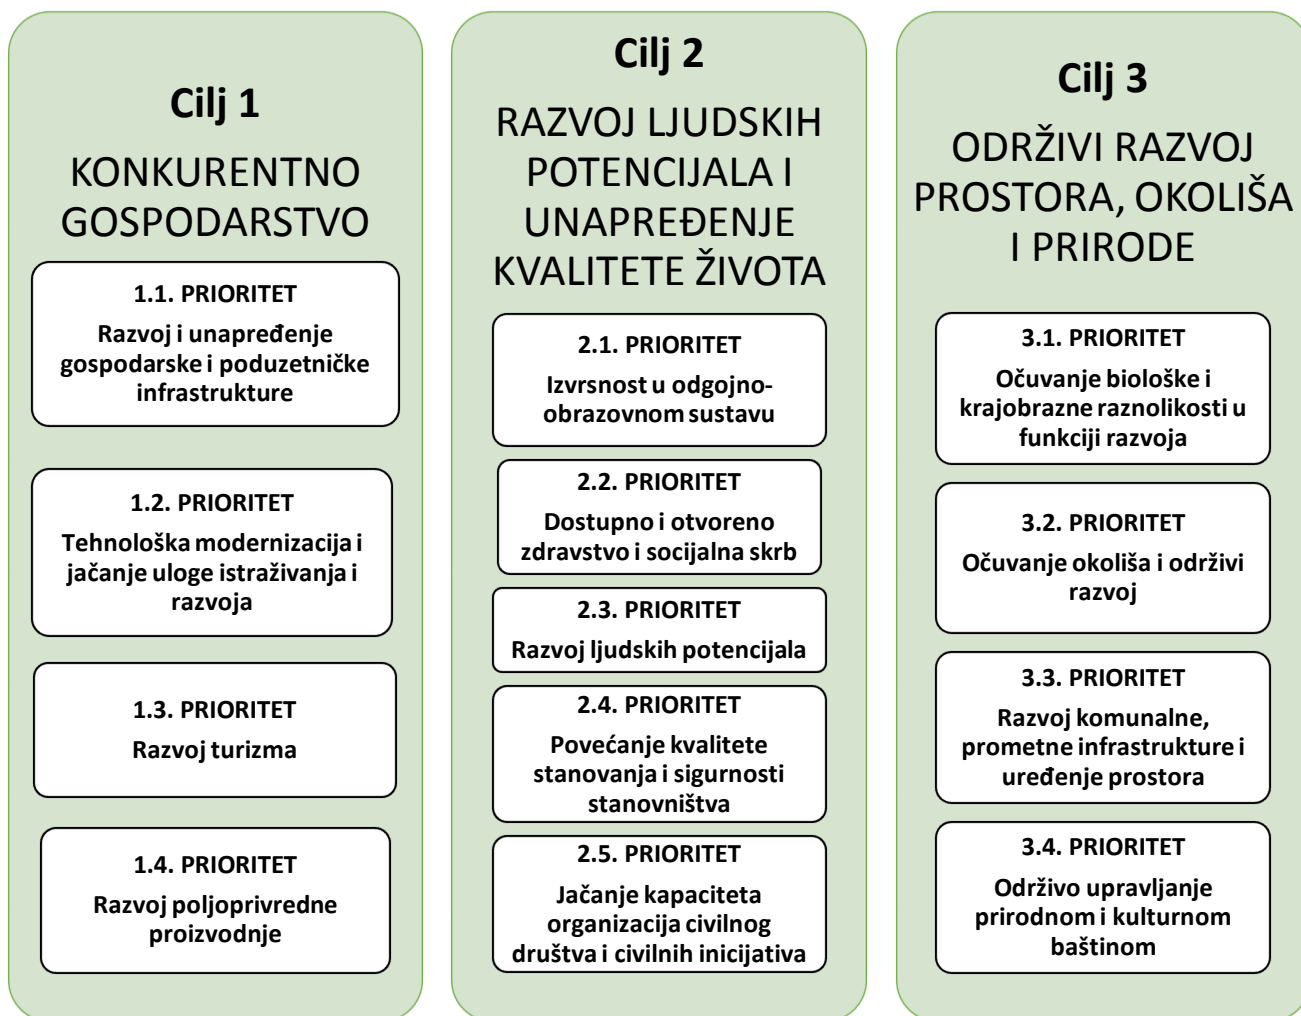 Cilj 1
KONKURENTNO
GOSPODARSTVO
1.1. PRIORITET
Razvoj i unapređenje
gospodarske i poduzetničke
infrastrukture
1.2. PRIORITET
Tehnološka modernizacija i
jačanje uloge istraživanja i
razvoja
1.3. PRIORITET
Razvoj turizma
1.4. PRIORITET
Razvoj poljoprivredne
proizvodnje
Cilj 2
RAZVOJ LJUDSKIH
POTENCIJALA I
UNAPREĐENJE
KVALITETE ŽIVOTA
2.1. PRIORITET
Izvrsnost u odgojno-
obrazovnom sustavu
2.2. PRIORITET
Dostupno i otvoreno
zdravstvo i socijalna skrb
2.3. PRIORITET
Razvoj ljudskih potencijala
2.4. PRIORITET
Povećanje kvalitete
stanovanja i sigurnosti
stanovništva
2.5. PRIORITET
Jačanje kapaciteta
organizacija civilnog
društva i civilnih inicijativa
Cilj 3
ODRŽIVI RAZVOJ
PROSTORA, OKOLIŠA
I PRIRODE
3.1. PRIORITET
Očuvanje biološke i
krajobrazne raznolikosti u
funkciji razvoja
3.2. PRIORITET
Očuvanje okoliša i održivi
razvoj
3.3. PRIORITET
Razvoj komunalne,
prometne infrastrukture i
uređenje prostora
3.4. PRIORITET
Održivo upravljanje
prirodnom i kulturnom
baštinom